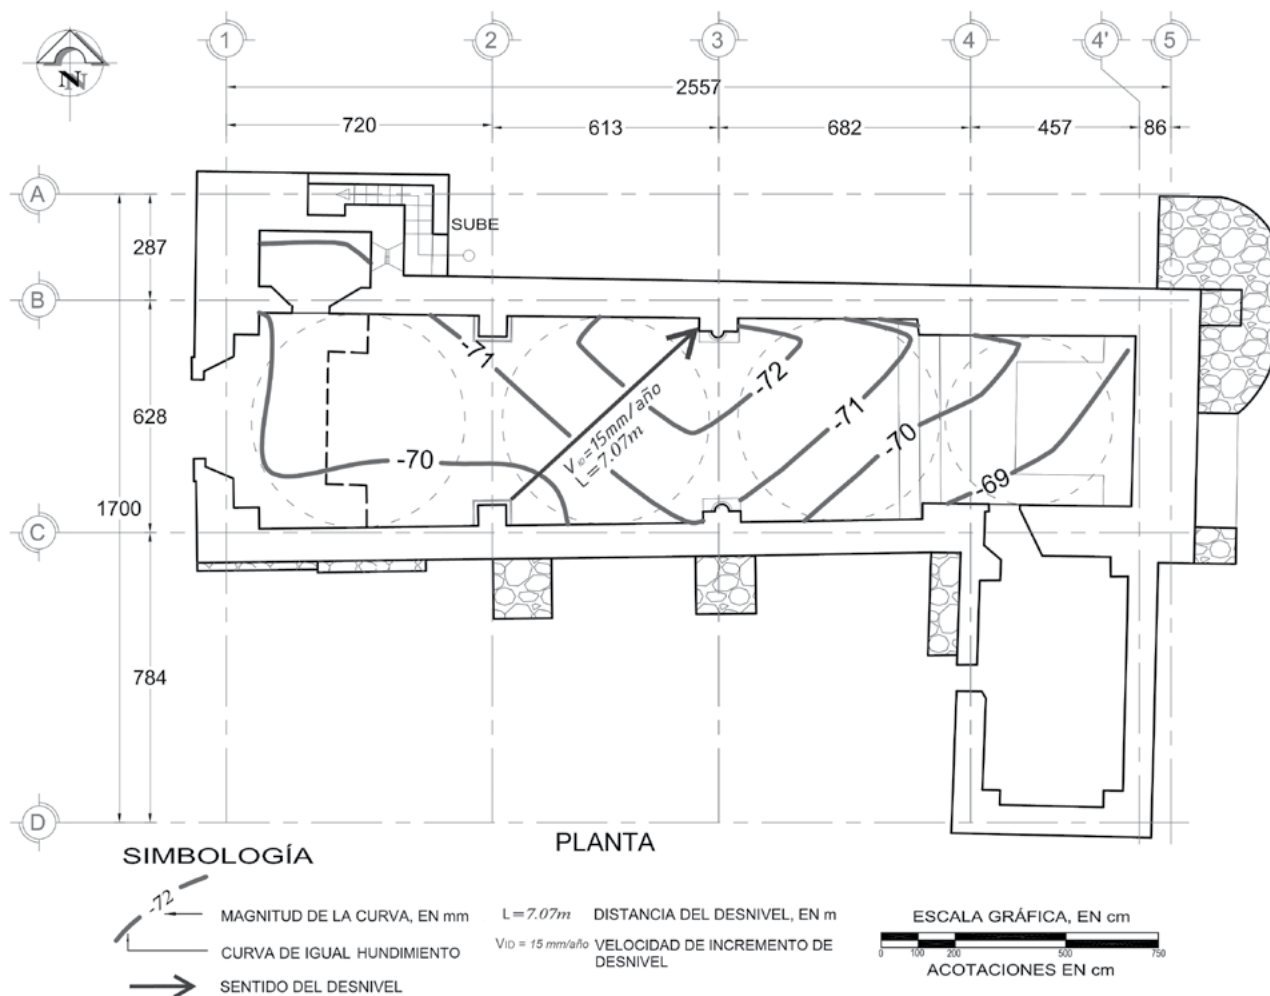 1 2 3 4 4' 5
2557
720 613 682 457 86
A
SUBE
287
B
-71
-72
V ID = 15mm/año
L = 7.07m
-71
628
-70
-70
-69
1700
C
784
D
PLANTA
SIMBOLOGÍA
-72
MAGNITUD DE LA CURVA, EN mm
CURVA DE IGUAL HUNDIMIENTO
SENTIDO DEL DESNIVEL
L=7.07m DISTANCIA DEL DESNIVEL, EN m
VID = 15 mm/año VELOCIDAD DE INCREMENTO DE
DESNIVEL
ESCALA GRÁFICA, EN cm
0 100 200 500 750
ACOTACIONES EN cm
N